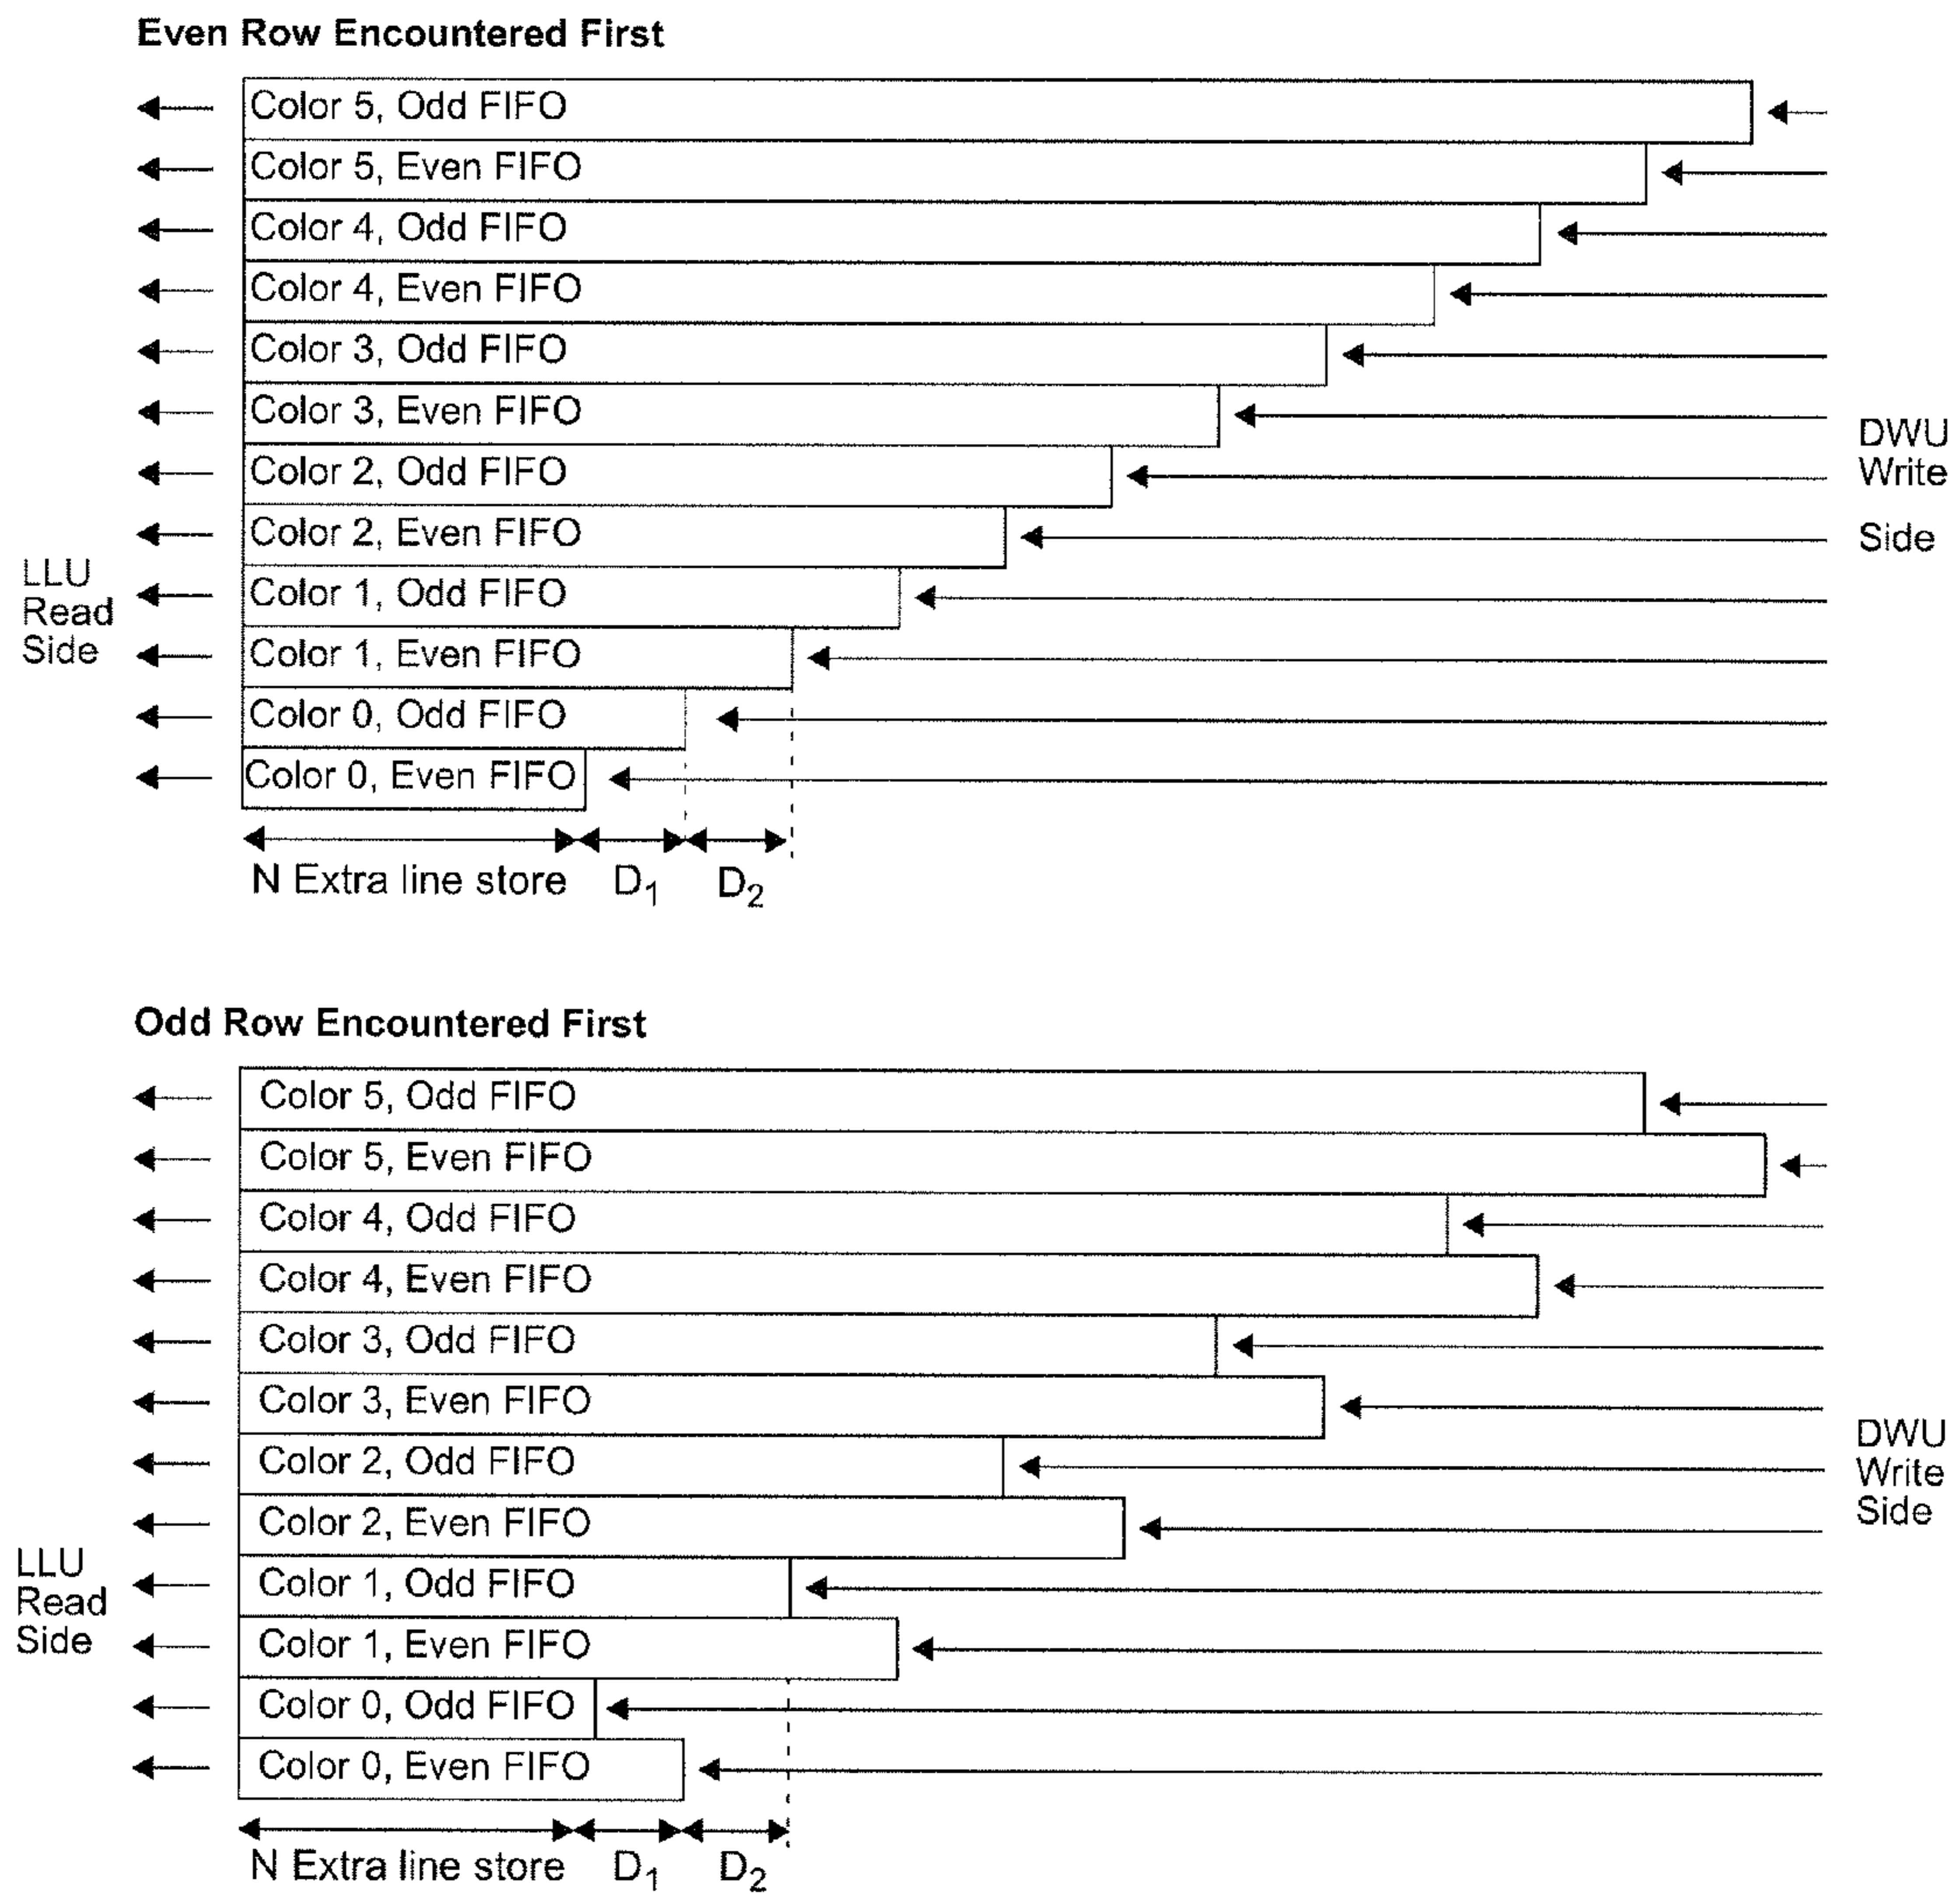 Even Row Encountered First
Color 5, Odd FIFO
Color 5, Even FIFO
Color 4, Odd FIFO
Color 4, Even FIFO
Color 3, Odd FIFO
Color 3, Even FIFO
Color 2, Odd FIFO
Color 2, Even FIFO
Color 1, Odd FIFO
Color 1, Even FIFO
Color 0, Odd FIFO
Color 0, Even FIFO
LLU
Read
Side
DWU
Write
Side
N Extra line store D1 D2
Odd Row Encountered First
Color 5, Odd FIFO
Color 5, Even FIFO
Color 4, Odd FIFO
Color 4, Even FIFO
Color 3, Odd FIFO
Color 3, Even FIFO
Color 2, Odd FIFO
Color 2, Even FIFO
Color 1, Odd FIFO
Color 1, Even FIFO
Color 0, Odd FIFO
Color 0, Even FIFO
LLU
Read
Side
DWU
Write
Side
N Extra line store D1 D2